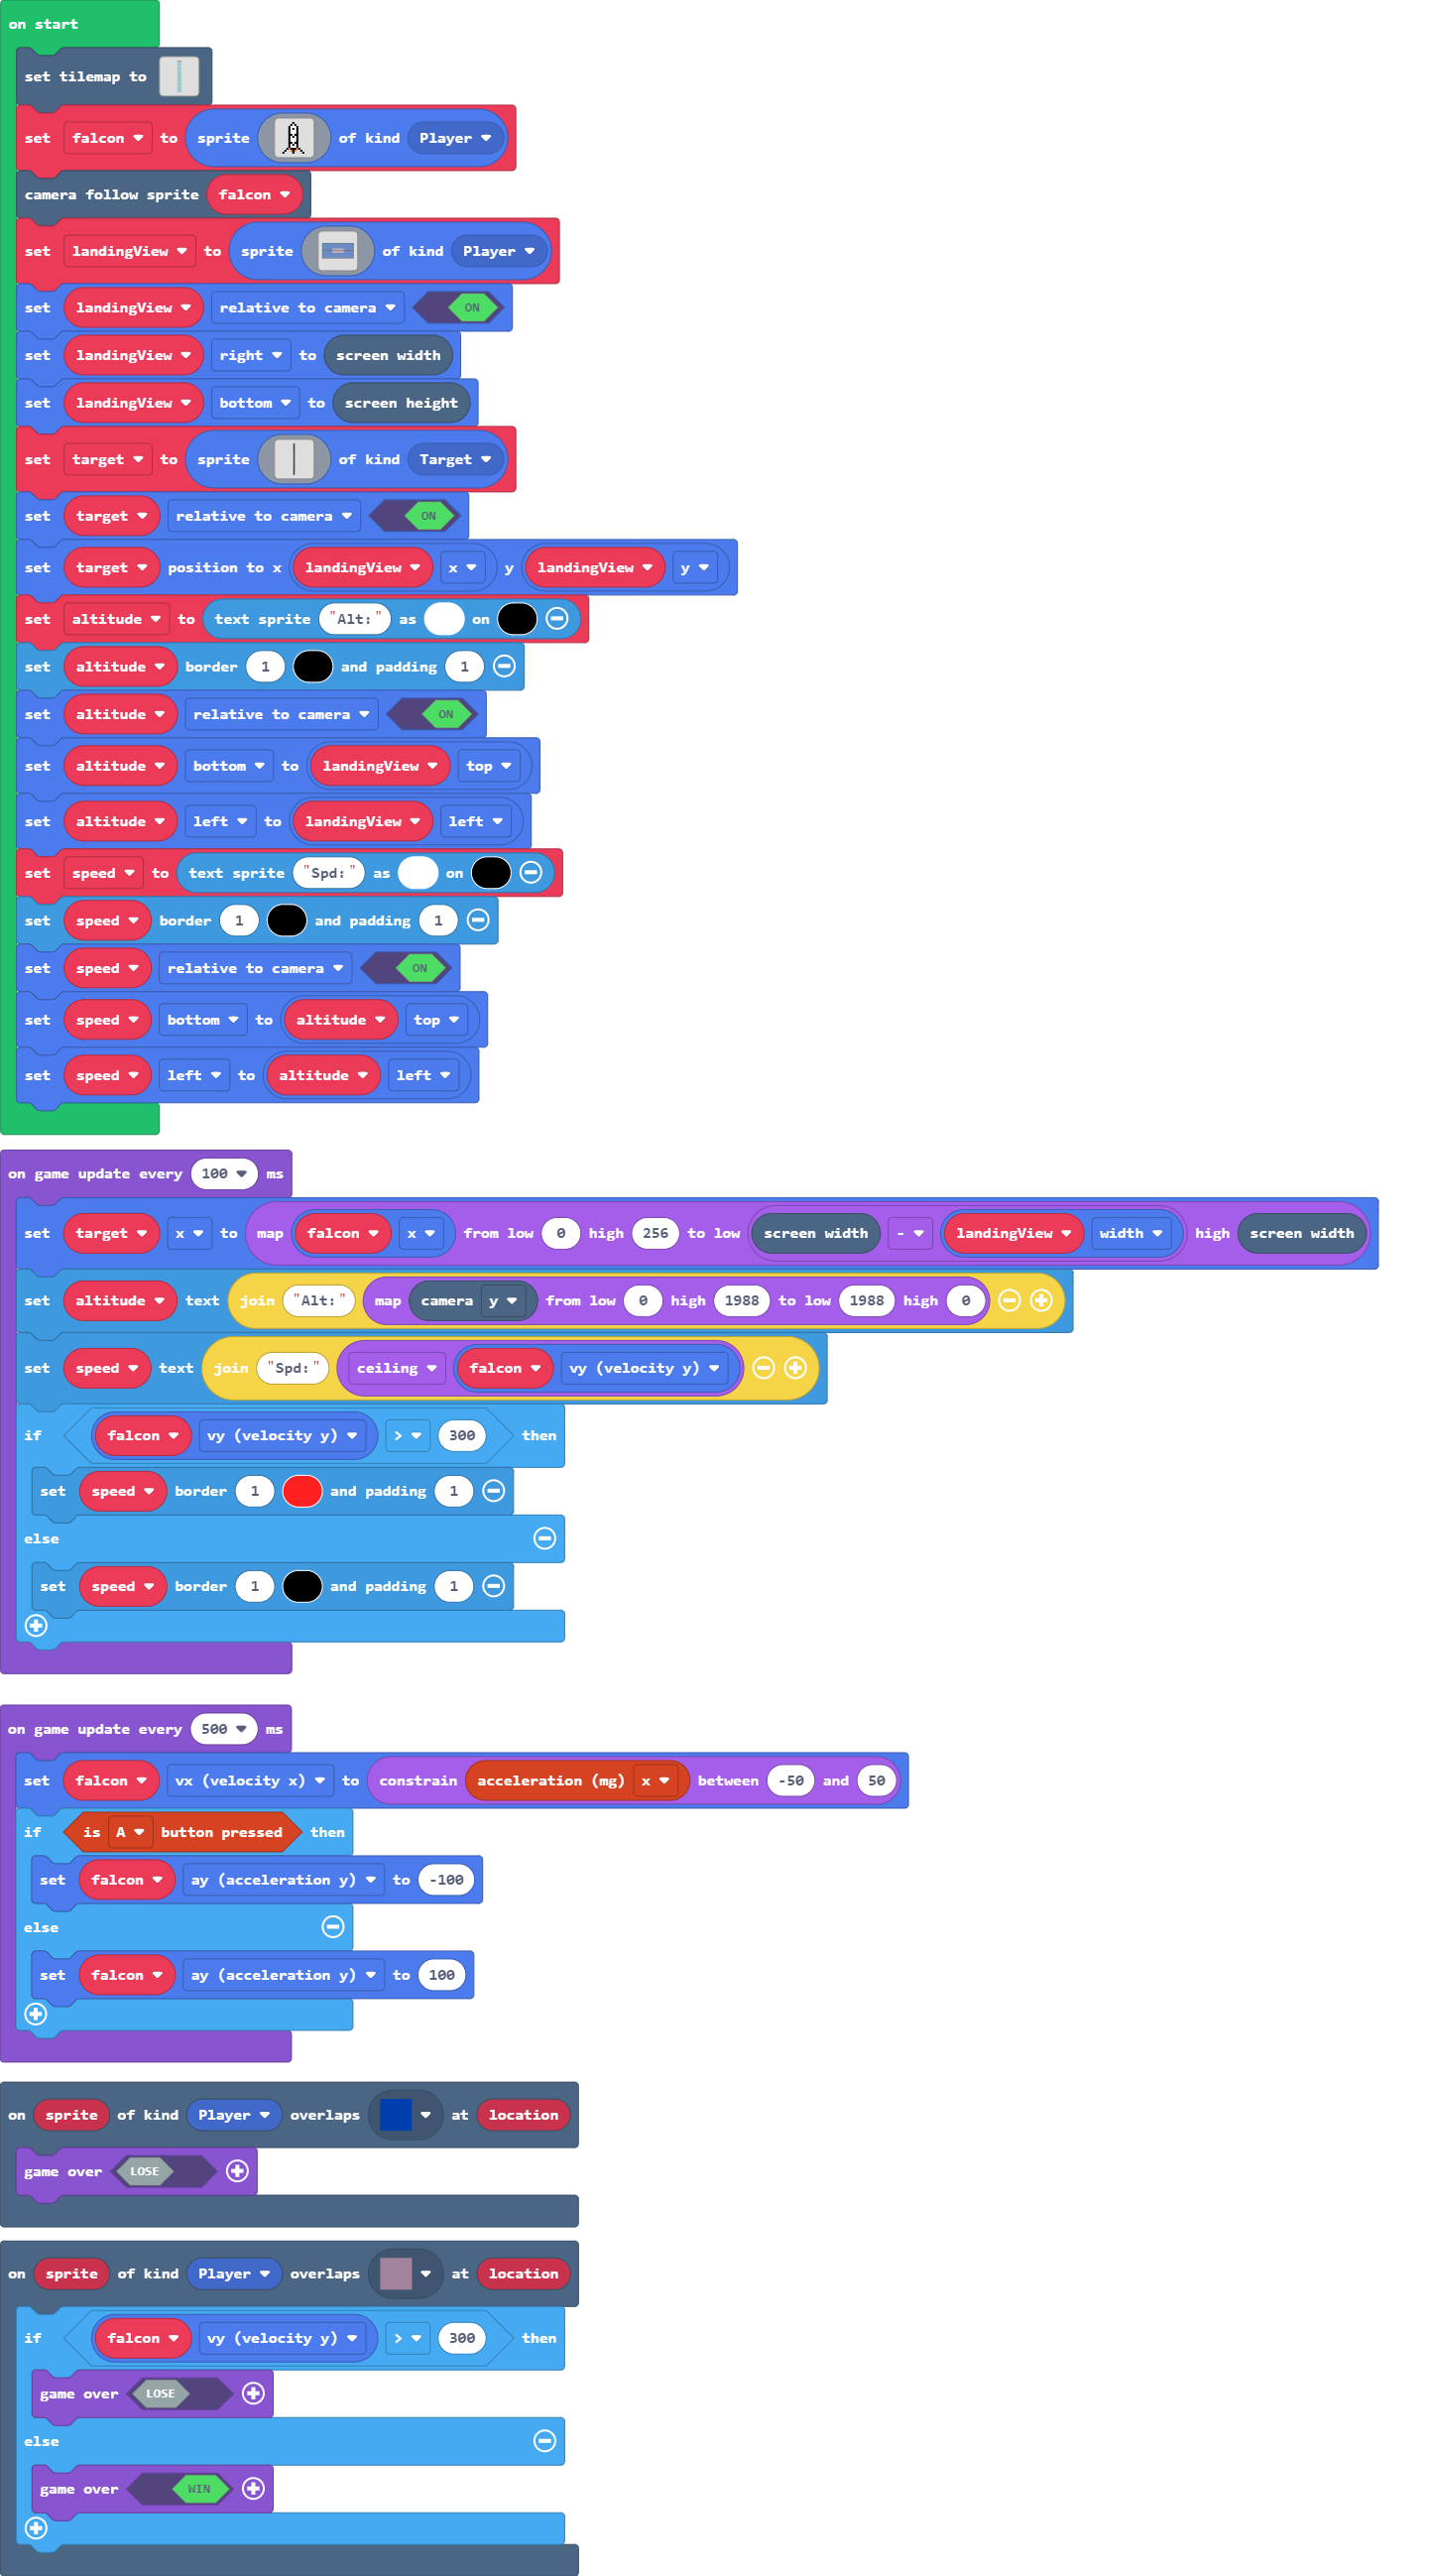 on start
set tilemap to
set falcon to sprite of kind Player
camera follow sprite falcon
set landingView to sprite of kind Player
set landingView relative to camera ON
set landingView right to screen width
set landingView bottom to screen height
set target to sprite of kind Target
set target relative to camera ON
set target position to x landingView x y landingView y
set altitude to text sprite "Alt:" as on
set altitude border 1 and padding 1
set altitude relative to camera ON
set altitude bottom to landingView top
set altitude left to landingView left
set speed to text sprite "Spd:" as on
set speed border 1 and padding 1
set speed relative to camera ON
set speed bottom to altitude top
set speed left to altitude left
on game update every 100 ms
set target x to map falcon x from low 0 high 256 to low screen width - landingView width high screen width
set altitude text join "Alt:" map camera y from low 0 high 1988 to low 1988 high 0
set speed text join "Spd:" ceiling falcon vy (velocity y)
if falcon vy (velocity y) > 300 then
set speed border 1 and padding 1
else
set speed border 1 and padding 1
on game update every 500 ms
set falcon vx (velocity x) to constrain acceleration (mg) x between -50 and 50
if is A button pressed then
set falcon ay (acceleration y) to -100
else
set falcon ay (acceleration y) to 100
on sprite of kind Player overlaps at location
game over LOSE
on sprite of kind Player overlaps at location
if falcon vy (velocity y) > 300 then
game over LOSE
else
game over WIN